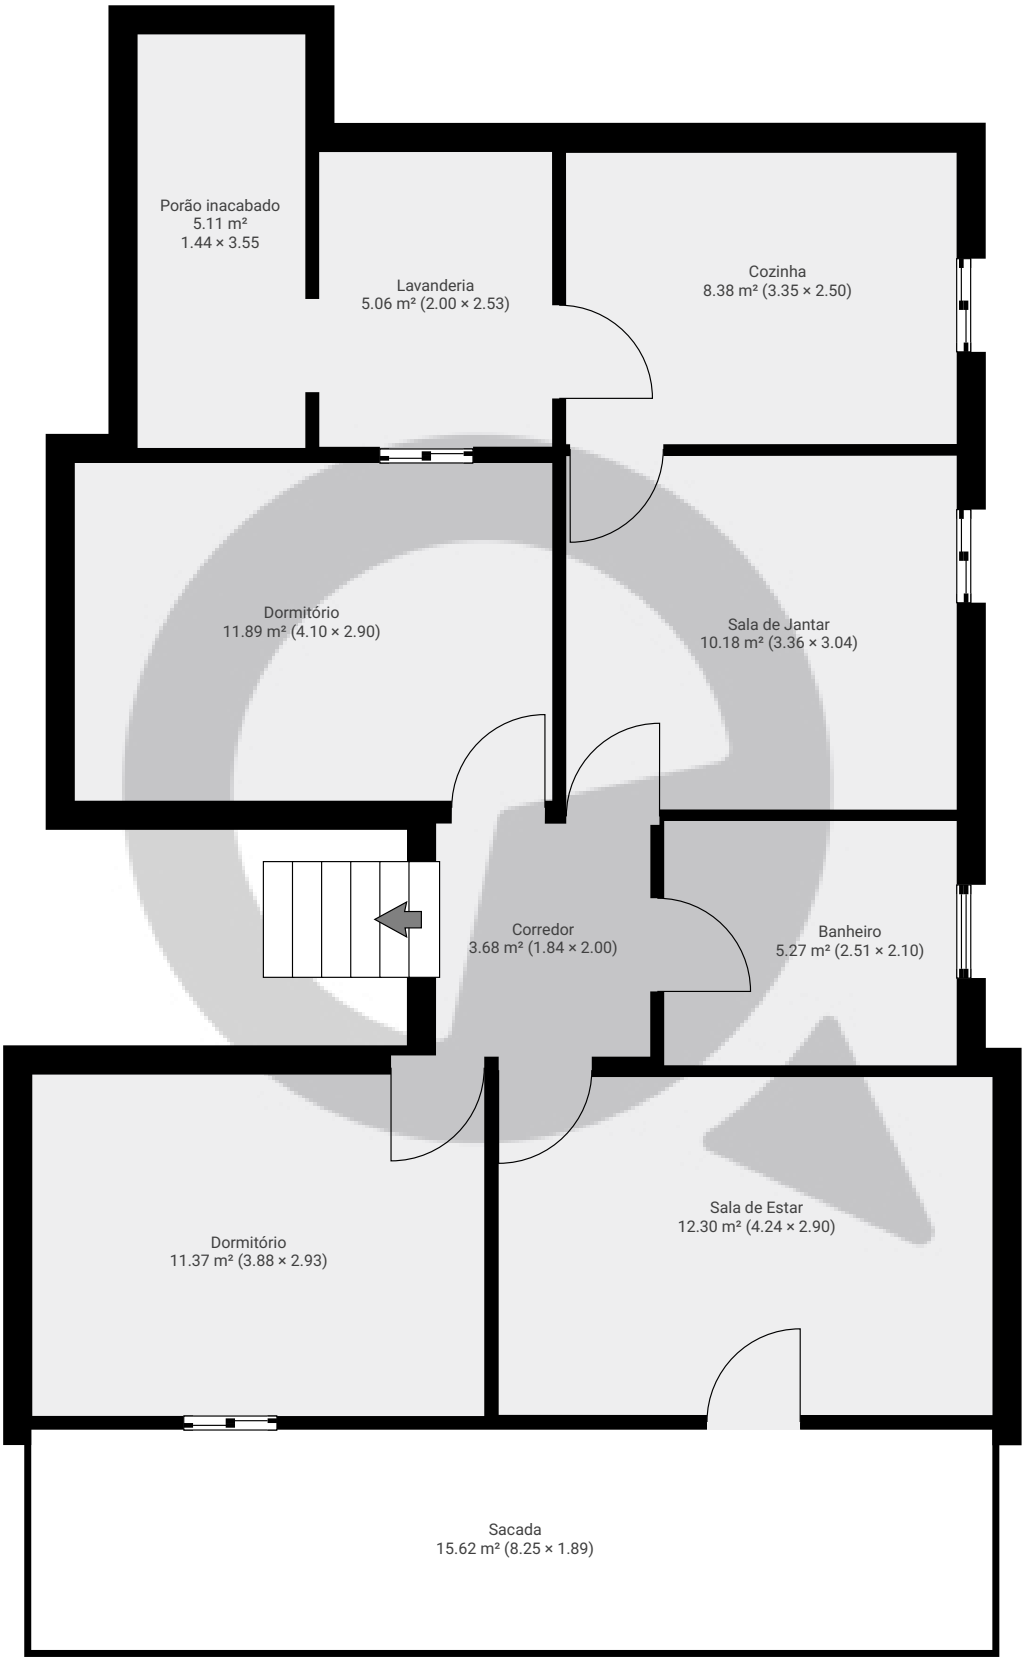 Porão inacabado
5.11 m²
1.44 × 3.55
Lavanderia
5.06 m² (2.00 × 2.53)
Cozinha
8.38 m² (3.35 × 2.50)
Dormitório
11.89 m² (4.10 × 2.90)
Sala de Jantar
10.18 m² (3.36 × 3.04)
Corredor
3.68 m² (1.84 × 2.00)
Banheiro
5.27 m² (2.51 × 2.10)
Sala de Estar
12.30 m² (4.24 × 2.90)
Dormitório
11.37 m² (3.88 × 2.93)
Sacada
15.62 m² (8.25 × 1.89)